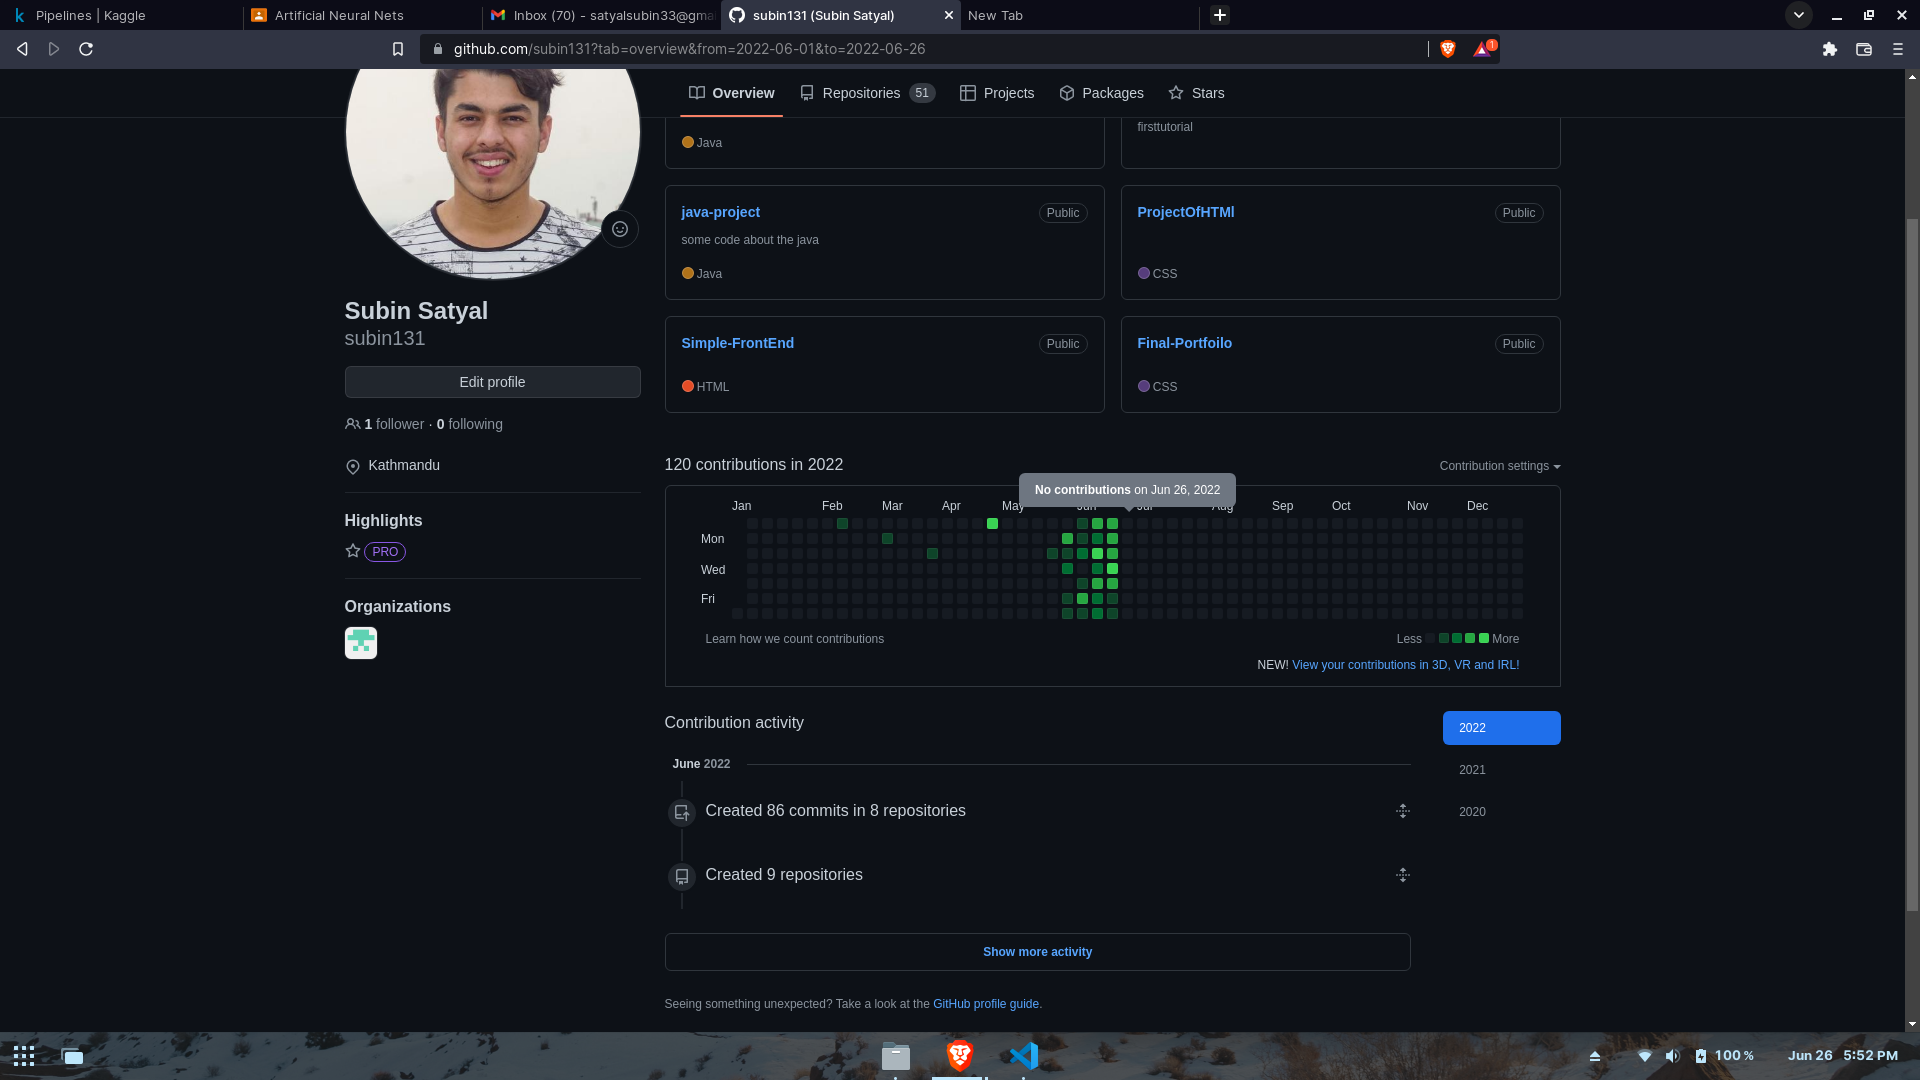 Pipelines | Kaggle
Artificial Neural Nets
Inbox (70) - satyalsubin33@gma
subin131 (Subin Satyal)
New Tab
github.com/subin131?tab=overview&from=2022-06-01&to=2022-06-26
1
Overview
Repositories 51
Projects
Packages
Stars
Java
firsttutorial
java-project Public
some code about the java
Java
ProjectOfHTMl Public
CSS
Simple-FrontEnd Public
HTML
Final-Portfoilo Public
CSS
Subin Satyal
subin131
Edit profile
1 follower · 0 following
Kathmandu
Highlights
PRO
Organizations
120 contributions in 2022
Contribution settings
No contributions on Jun 26, 2022
Jan Feb Mar Apr May Jun Jul Aug Sep Oct Nov Dec
Mon
Wed
Fri
Learn how we count contributions
Less More
NEW! View your contributions in 3D, VR and IRL!
Contribution activity
2022
2021
2020
June 2022
Created 86 commits in 8 repositories
Created 9 repositories
Show more activity
Seeing something unexpected? Take a look at the GitHub profile guide.
100 %
Jun 26 5:52 PM